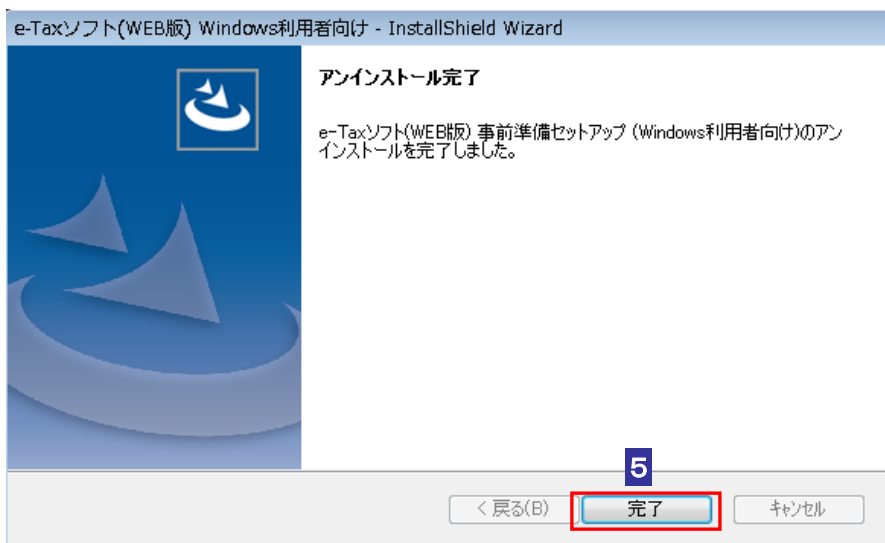 e-Taxソフト(WEB版) Windows利用者向け - InstallShield Wizard
アンインストール完了
e-Taxソフト(WEB版) 事前準備セットアップ (Windows利用者向け)のアン
インストールを完了しました。
5
< 戻る(B)
完了
キャンセル